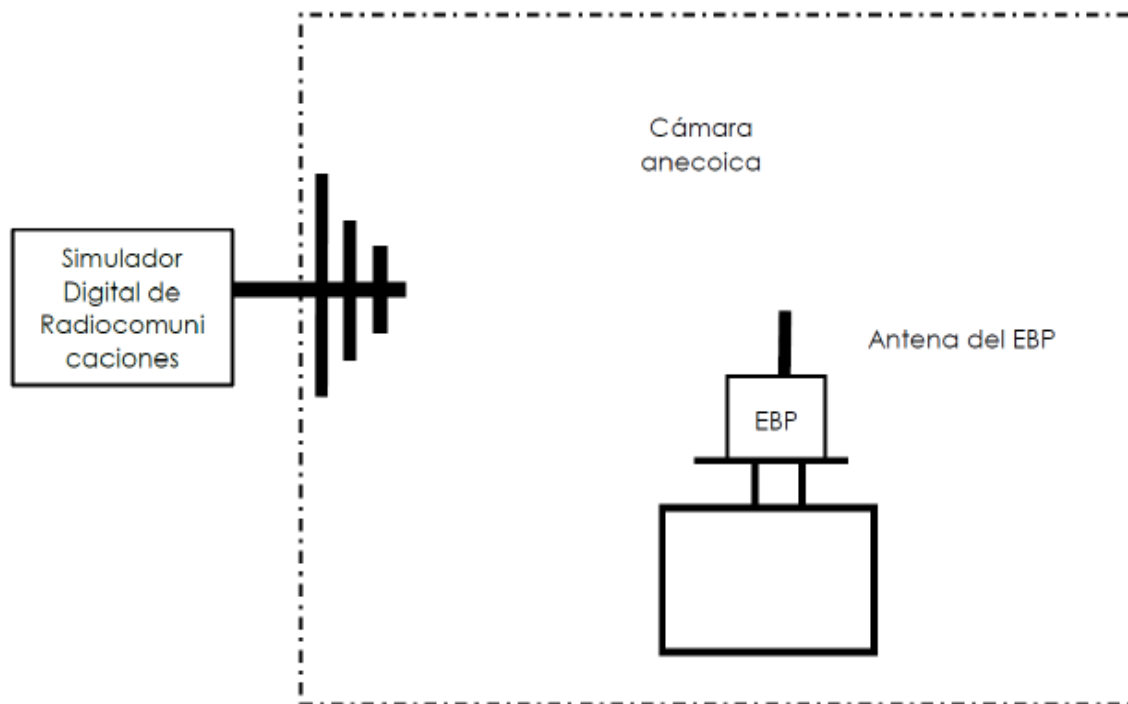 Cámara
anecoica
Simulador
Digital de
Radiocomuni
caciones
Antena del EBP
EBP